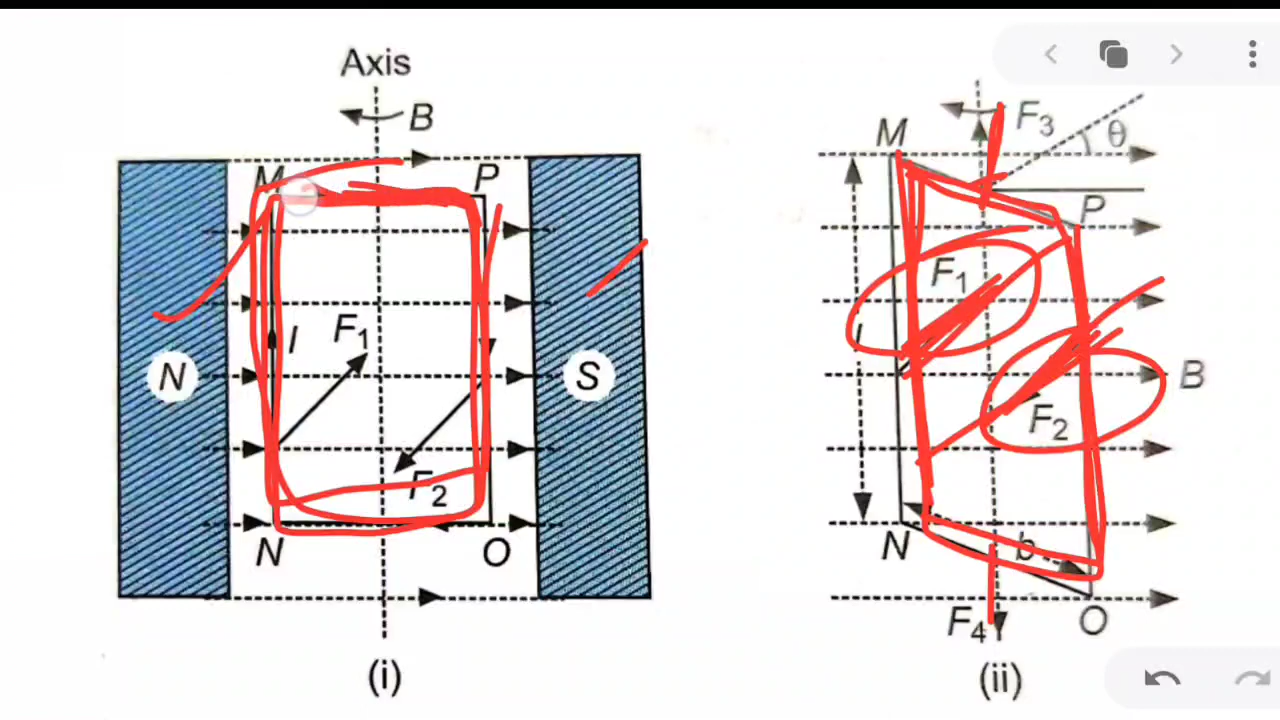 Axis
B
M P
I F₁
N S
F₂
N O
(i)
F₃
M θ
P
F₁
l
B
F₂
N b
F₄ O
(ii)